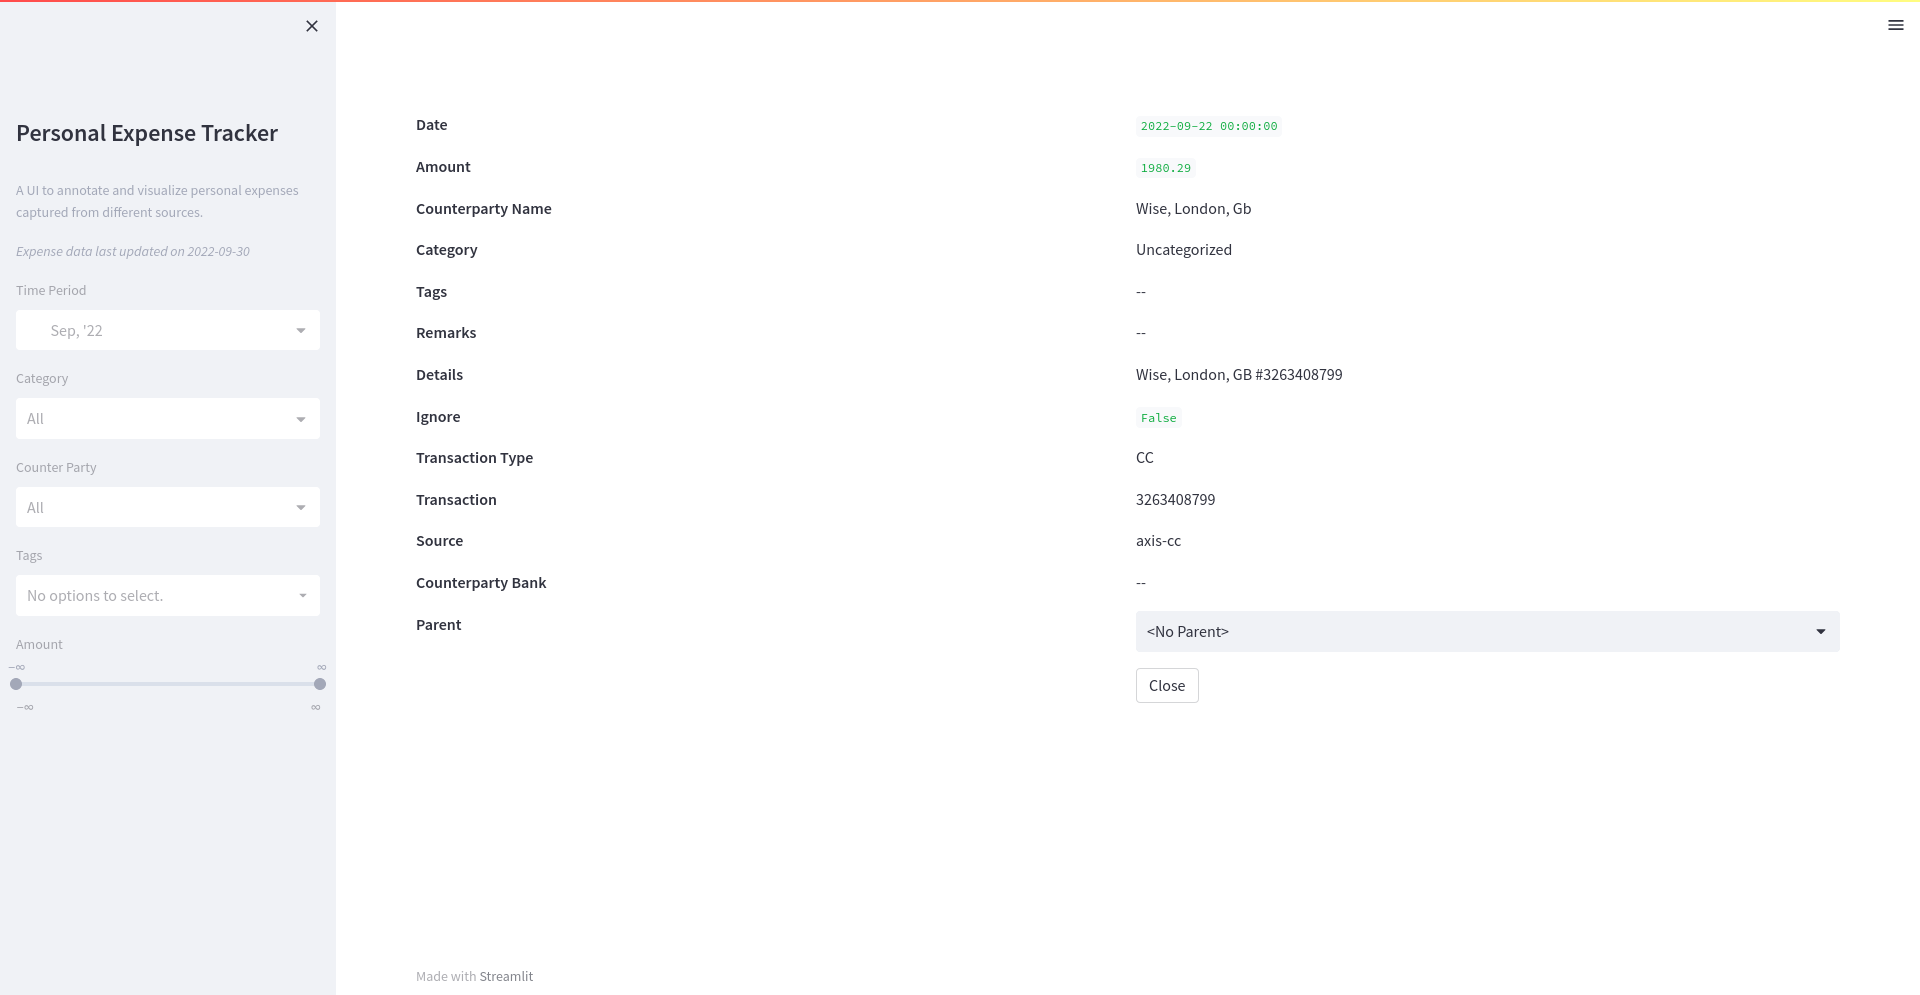 Personal Expense Tracker
A UI to annotate and visualize personal expenses
captured from different sources.
Expense data last updated on 2022-09-30
Time Period
Sep, '22
Category
All
Counter Party
All
Tags
No options to select.
Amount
−∞ ∞
−∞ ∞
Date 2022-09-22 00:00:00
Amount 1980.29
Counterparty Name Wise, London, Gb
Category Uncategorized
Tags --
Remarks --
Details Wise, London, GB #3263408799
Ignore False
Transaction Type CC
Transaction 3263408799
Source axis-cc
Counterparty Bank --
Parent <No Parent>
Close
Made with Streamlit